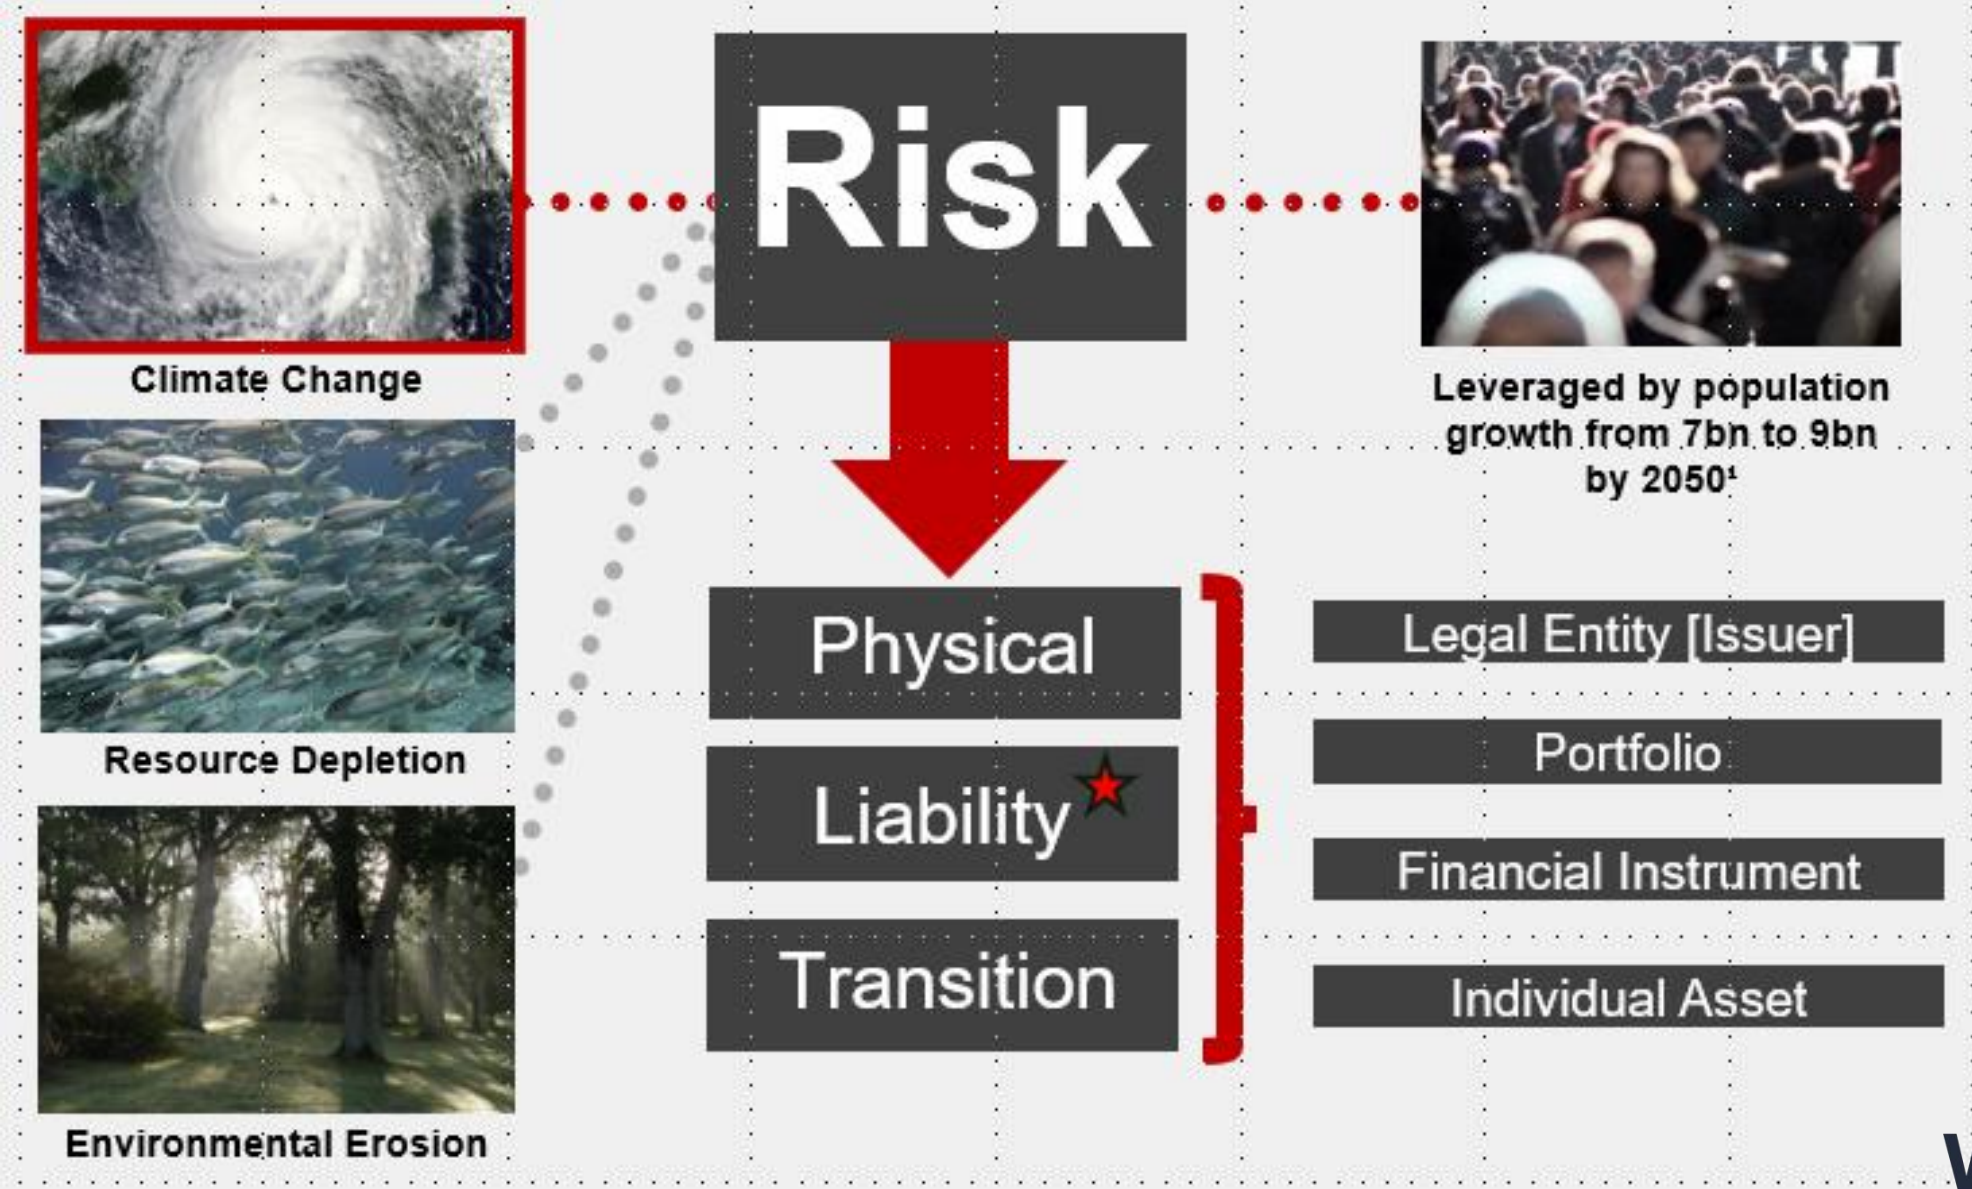 Risk
Climate Change
Leveraged by population
growth from 7bn to 9bn
by 2050¹
Resource Depletion
Environmental Erosion
Physical
Liability
Transition
Legal Entity [Issuer]
Portfolio
Financial Instrument
Individual Asset